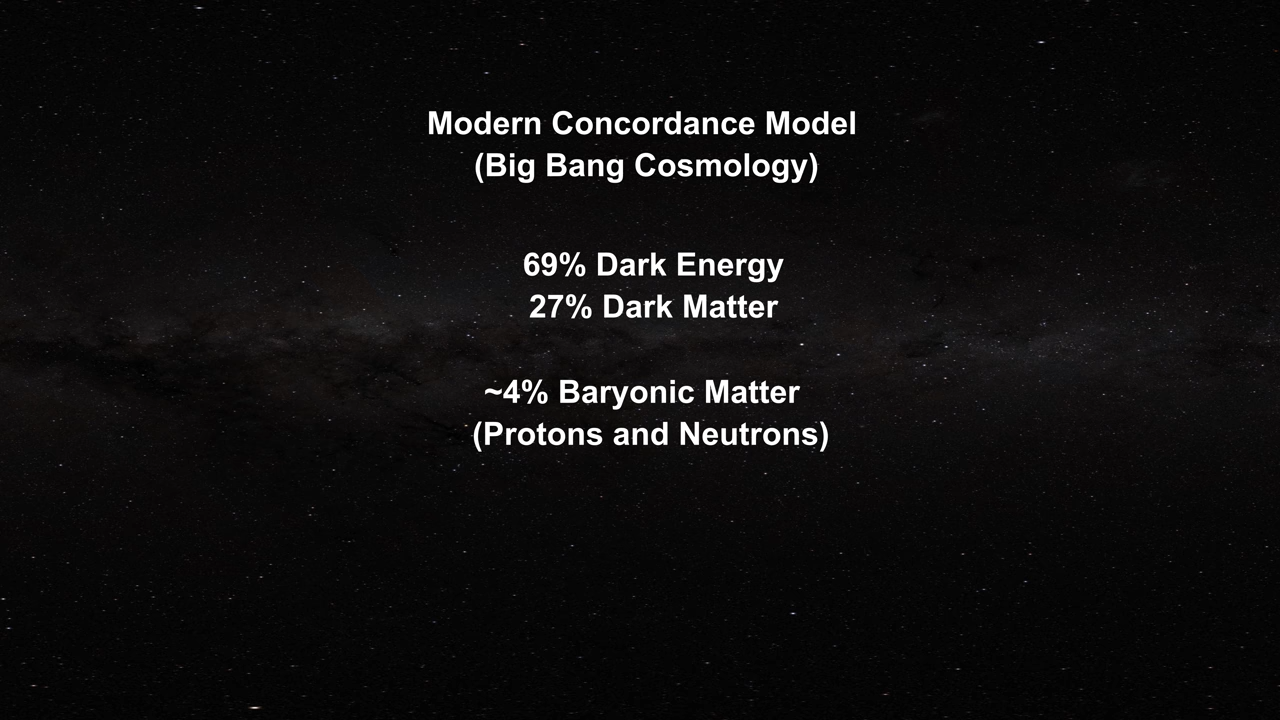 Modern Concordance Model
(Big Bang Cosmology)
69% Dark Energy
27% Dark Matter
~4% Baryonic Matter
(Protons and Neutrons)